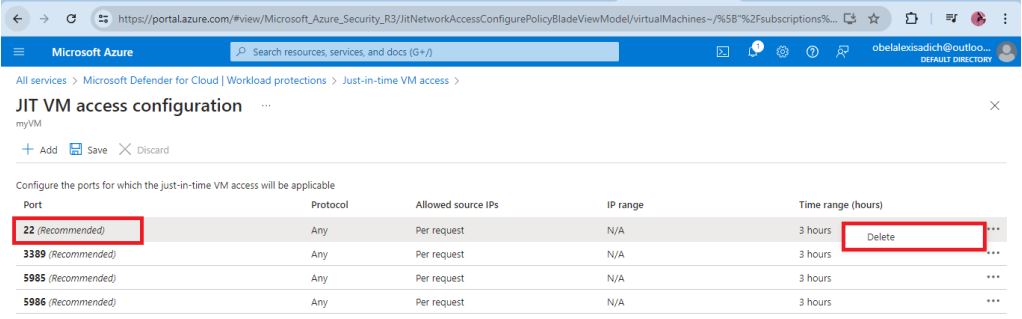 https://portal.azure.com/#view/Microsoft_Azure_Security_R3/JitNetworkAccessConfigurePolicyBladeViewModel/virtualMachines~/%5B"%2Fsubscriptions%...
Microsoft Azure
Search resources, services, and docs (G+/)
1
obelalexisadich@outloo...
DEFAULT DIRECTORY
All services > Microsoft Defender for Cloud | Workload protections > Just-in-time VM access >
JIT VM access configuration ...
myVM
+ Add Save Discard
Configure the ports for which the just-in-time VM access will be applicable
Port Protocol Allowed source IPs IP range Time range (hours)
22 (Recommended) Any Per request N/A 3 hours Delete ...
3389 (Recommended) Any Per request N/A 3 hours ...
5985 (Recommended) Any Per request N/A 3 hours ...
5986 (Recommended) Any Per request N/A 3 hours ...